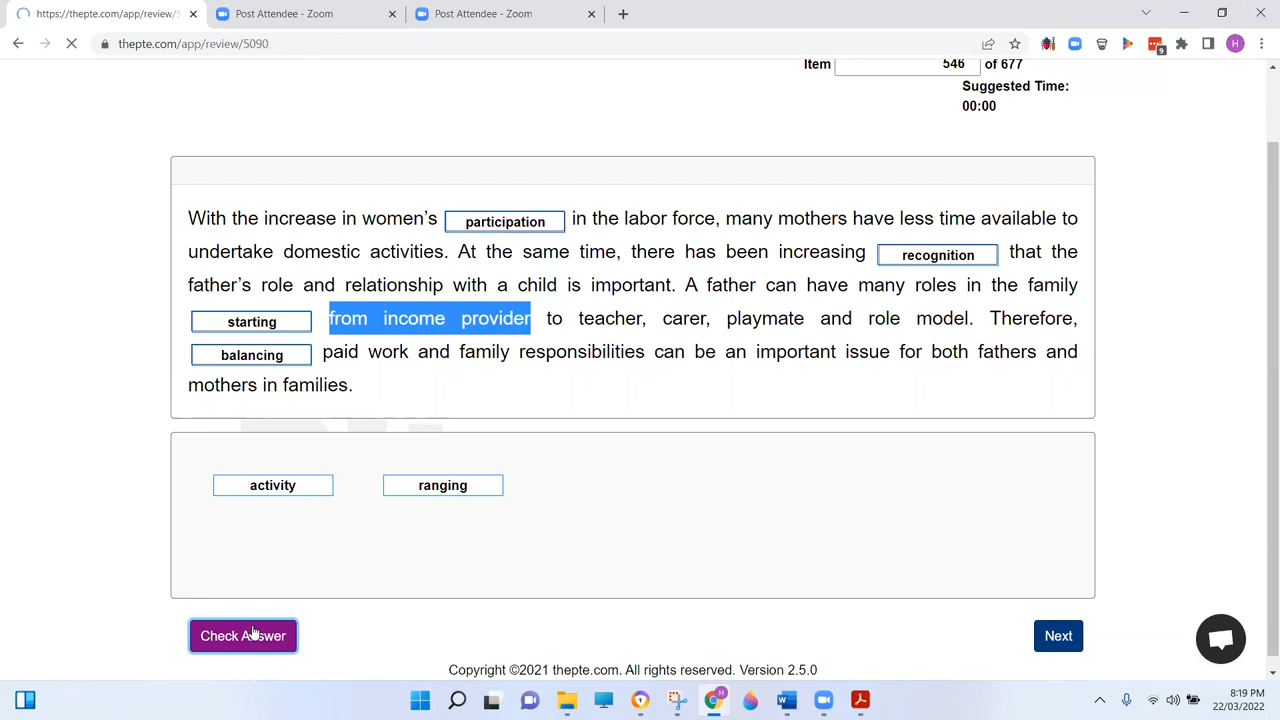 https://thepte.com/app/review/5
Post Attendee - Zoom
Post Attendee - Zoom
thepte.com/app/review/5090
9
H
Item 546 of 677
Suggested Time:
00:00
With the increase in women's participation in the labor force, many mothers have less time available to
undertake domestic activities. At the same time, there has been increasing recognition that the
father's role and relationship with a child is important. A father can have many roles in the family
starting from income provider to teacher, carer, playmate and role model. Therefore,
balancing paid work and family responsibilities can be an important issue for both fathers and
mothers in families.
activity ranging
Check Answer
Next
Copyright ©2021 thepte.com. All rights reserved. Version 2.5.0
H
8:19 PM
22/03/2022